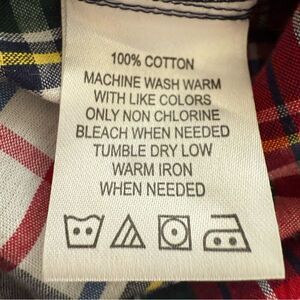 100% COTTON
MACHINE WASH WARM
WITH LIKE COLORS
ONLY NON CHLORINE
BLEACH WHEN NEEDED
TUMBLE DRY LOW
WARM IRON
WHEN NEEDED